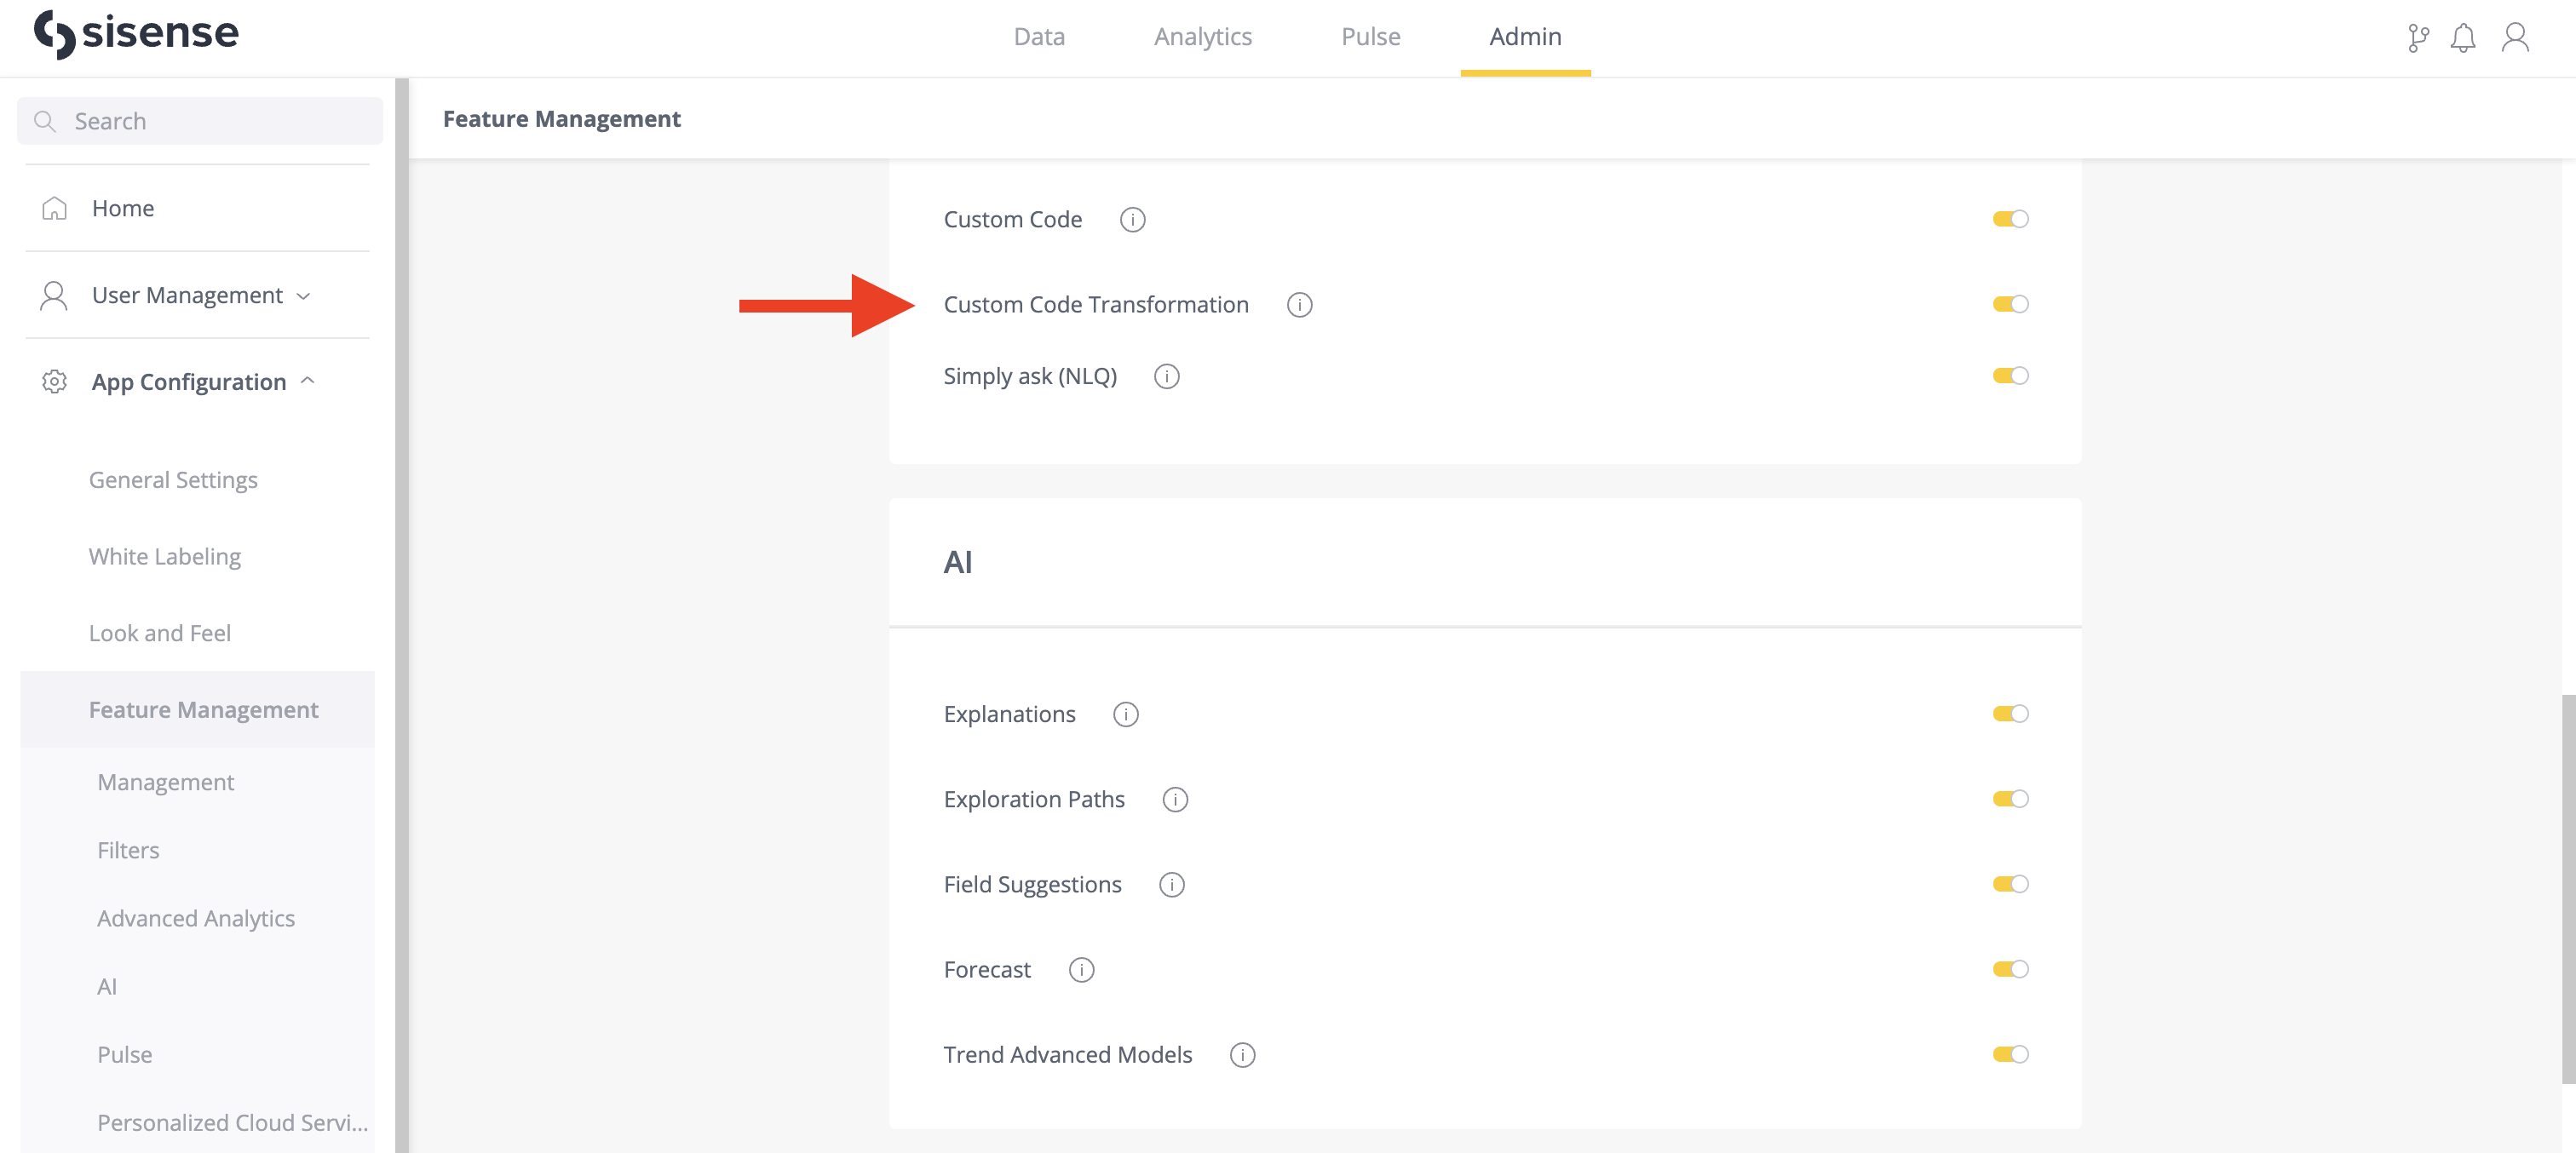 sisense
Data
Analytics
Pulse
Admin
Search
Home
User Management
App Configuration
General Settings
White Labeling
Look and Feel
Feature Management
Management
Filters
Advanced Analytics
AI
Pulse
Personalized Cloud Servi...
Feature Management
Custom Code
Custom Code Transformation
Simply ask (NLQ)
AI
Explanations
Exploration Paths
Field Suggestions
Forecast
Trend Advanced Models